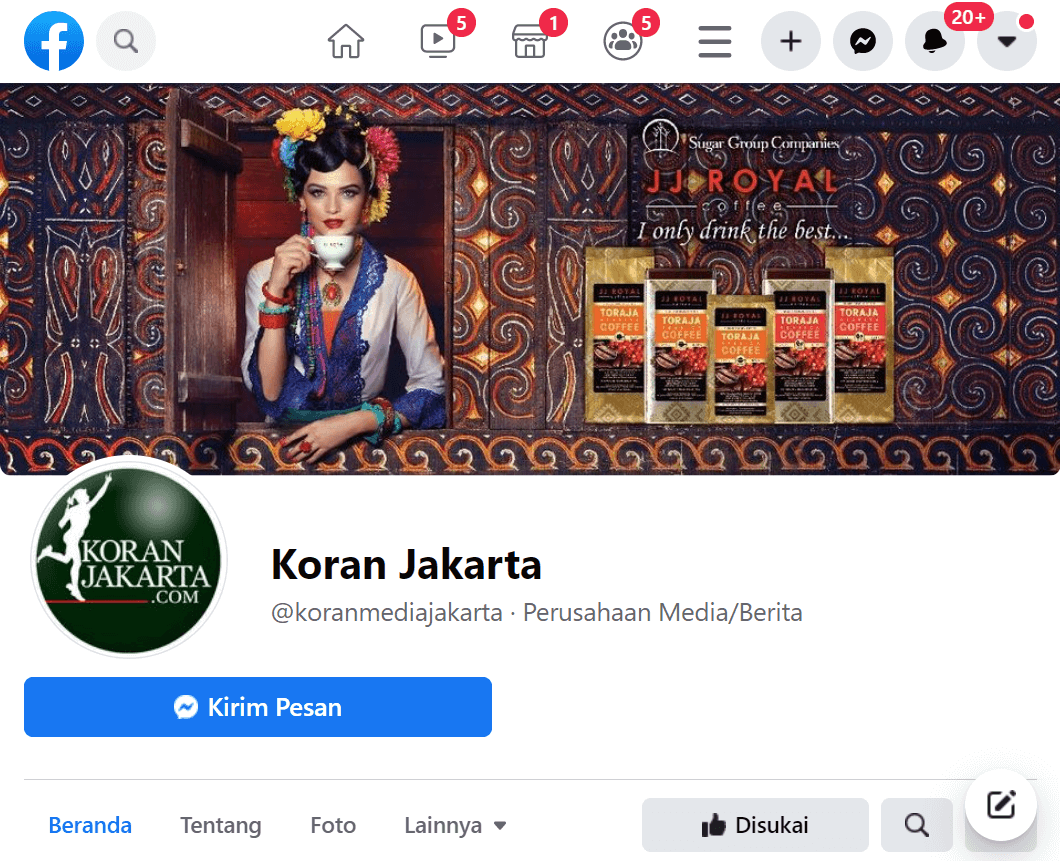 5
1
5
20+
Sugar Group Companies
JJ ROYAL
coffee
I only drink the best...
JJ ROYAL
JJ ROYAL
JJ ROYAL
JJ ROYAL
JJ ROYAL
TORAJA
COFFEE
TORAJA
COFFEE
TORAJA
COFFEE
TORAJA
COFFEE
TORAJA
COFFEE
KORAN
JAKARTA
.COM
Koran Jakarta
@koranmediajakarta · Perusahaan Media/Berita
Kirim Pesan
Beranda Tentang Foto Lainnya Disukai